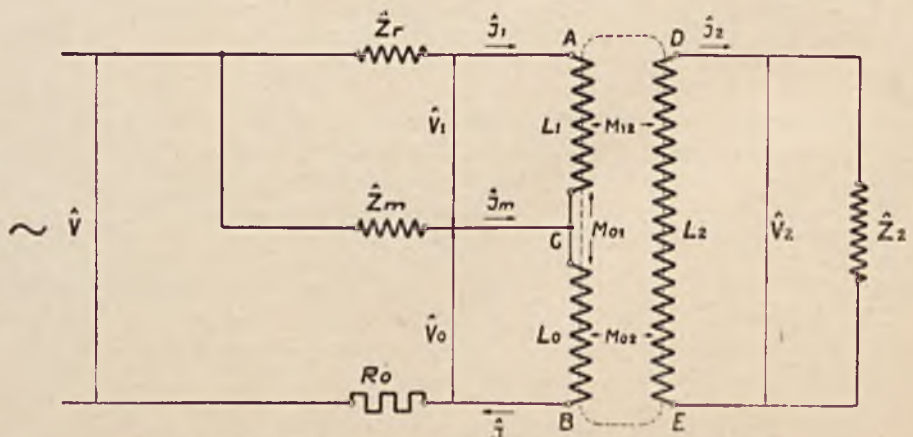 Ẑr Ĵ1 A D Ĵ2
V̂1 L1 M12
∼ V̂ Ẑm Ĵm C M01 L2 V̂2 Ẑ2
V̂0 L0 M02
R0 Ĵ B E